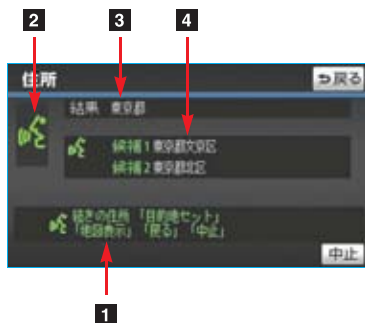 2 3 4
住所 戻る
結果 東京都
候補1 東京都文京区
候補2 東京都北区
続きの住所 「目的地セット」
「地図表示」 「戻る」 「中止」
中止
1